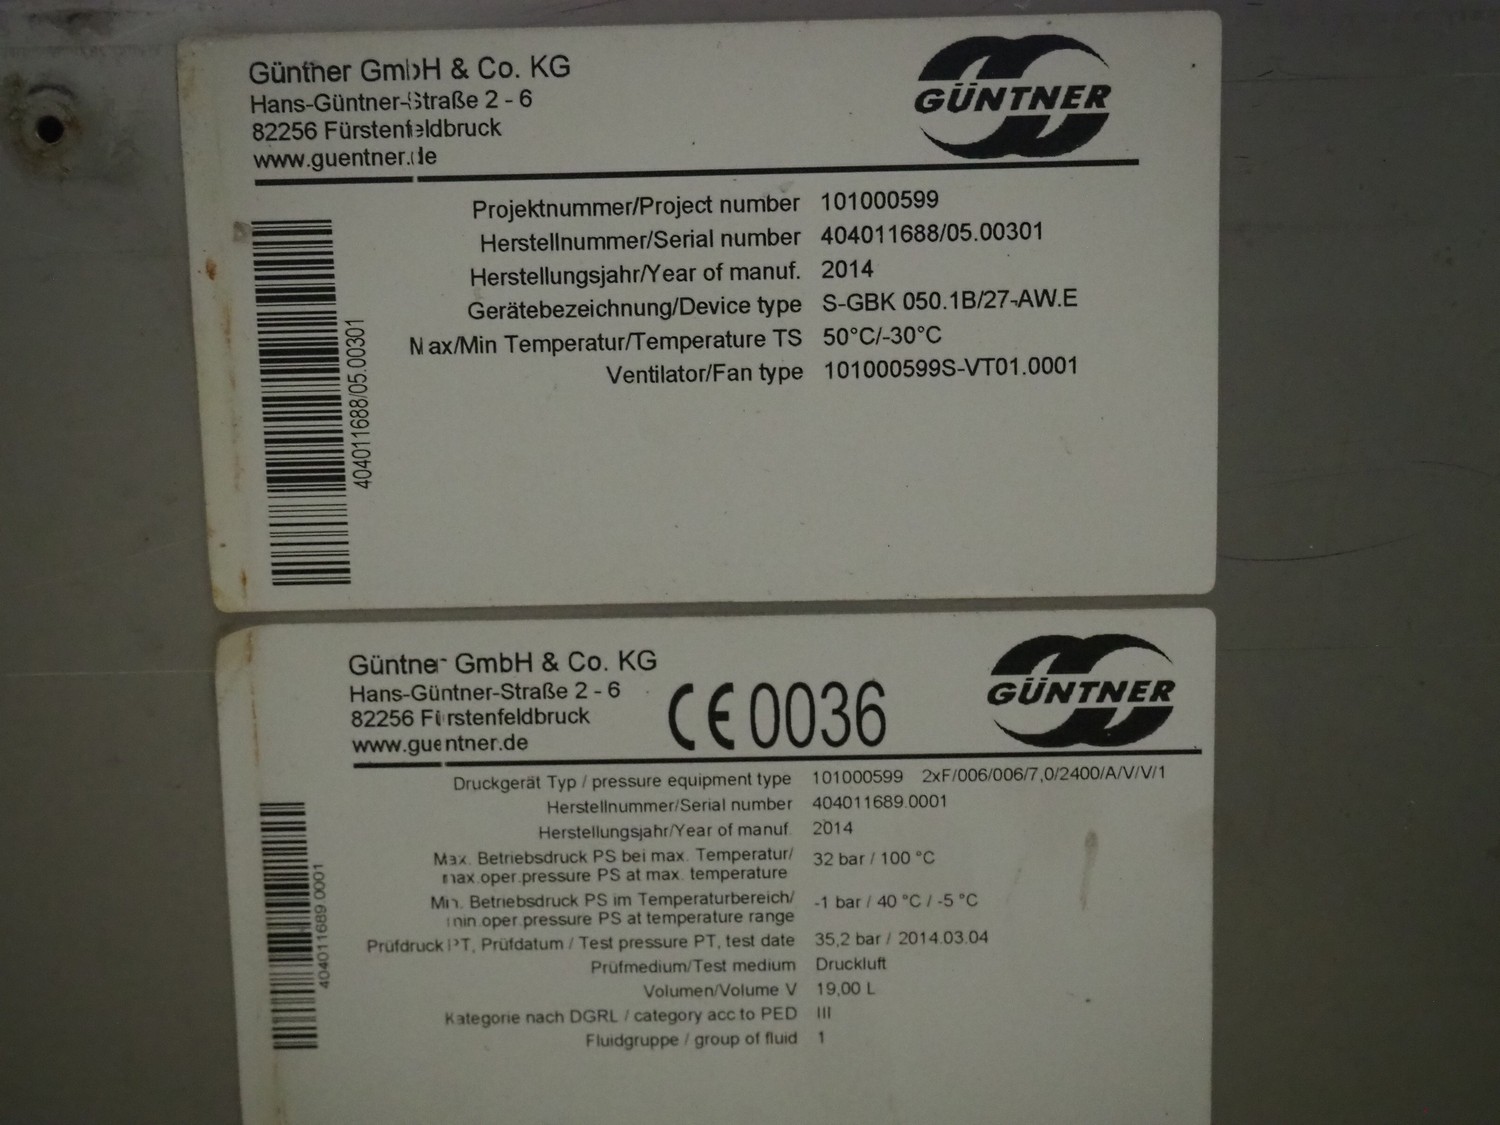 Güntner GmbH & Co. KG
Hans-Güntner-Straße 2 - 6
82256 Fürstenfeldbruck
www.guentner.de
GÜNTNER
Projektnummer/Project number 101000599
Herstellnummer/Serial number 404011688/05.00301
Herstellungsjahr/Year of manuf. 2014
Gerätebezeichnung/Device type S-GBK 050.1B/27-AW.E
Max/Min Temperatur/Temperature TS 50°C/-30°C
Ventilator/Fan type 101000599S-VT01.0001
404011688/05.00301
Güntner GmbH & Co. KG
Hans-Güntner-Straße 2 - 6
82256 Fürstenfeldbruck
www.guentner.de
CE 0036
GÜNTNER
Druckgerät Typ / pressure equipment type 101000599 2xF/006/006/7,0/2400/A/V/V/1
Herstellnummer/Serial number 404011689.0001
Herstellungsjahr/Year of manuf. 2014
Max. Betriebsdruck PS bei max. Temperatur/ 32 bar / 100 °C
max.oper.pressure PS at max. temperature
Min. Betriebsdruck PS im Temperaturbereich/ -1 bar / 40 °C / -5 °C
min.oper.pressure PS at temperature range
Prüfdruck PT, Prüfdatum / Test pressure PT, test date 35,2 bar / 2014.03.04
Prüfmedium/Test medium Druckluft
Volumen/Volume V 19,00 L
Kategorie nach DGRL / category acc to PED III
Fluidgruppe / group of fluid 1
404011689.0001